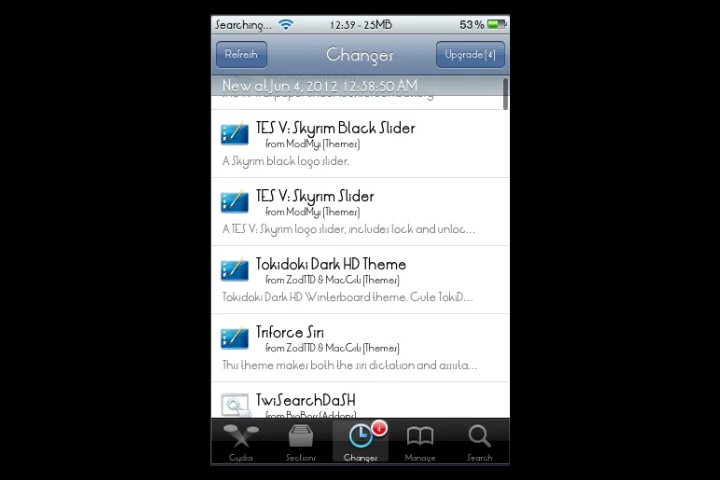 Searching... 12:39 - 25MB 53%
Refresh Changes Upgrade (4)
New at Jun 4, 2012 12:38:50 AM
TES V: Skyrim Black Slider
from ModMyi (Themes)
A Skyrim black logo slider.
TES V: Skyrim Slider
from ModMyi (Themes)
A TES V: Skyrim logo slider, includes lock and unloc...
Tokidoki Dark HD Theme
from ZodTTD & MacCiti (Themes)
Tokidoki Dark HD Winterboard theme. Cute TokiD...
Triforce Siri
from ZodTTD & MacCiti (Themes)
This theme makes both the siri dictation and assista...
TwiSearchDaSH
from BigBoss (Addons)
4
Cydia Sections Changes Manage Search